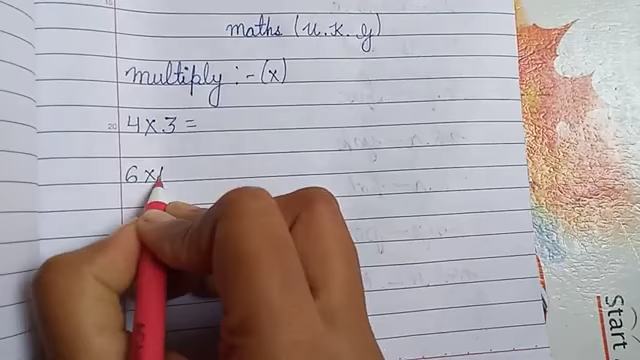 maths (U.K.G)
multiply :- (x)
20
4 x 3 =
6 x
Start